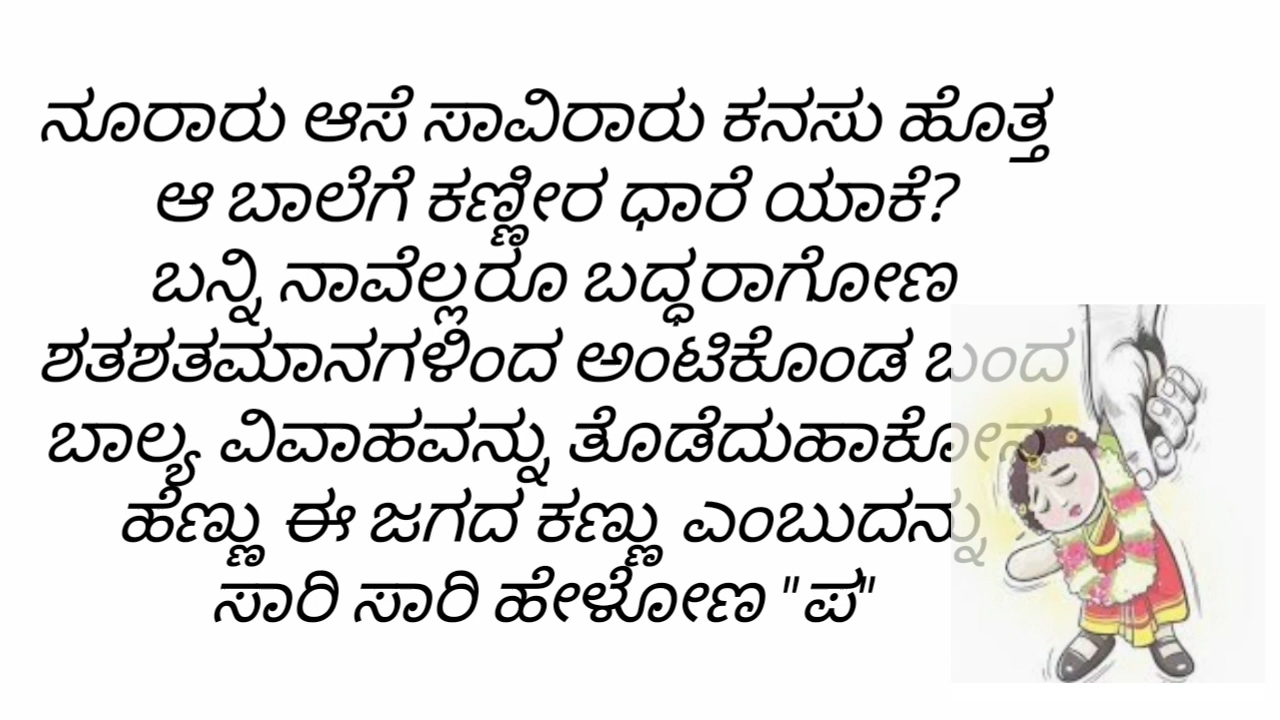 ನೂರಾರು ಆಸೆ ಸಾವಿರಾರು ಕನಸು ಹೊತ್ತ
ಆ ಬಾಲೆಗೆ ಕಣ್ಣೀರ ಧಾರೆ ಯಾಕೆ?
ಬನ್ನಿ ನಾವೆಲ್ಲರೂ ಬದ್ಧರಾಗೋಣ
ಶತಶತಮಾನಗಳಿಂದ ಅಂಟಿಕೊಂಡ ಬಂದ
ಬಾಲ್ಯ ವಿವಾಹವನ್ನು ತೊಡೆದುಹಾಕೋನ
ಹೆಣ್ಣು ಈ ಜಗದ ಕಣ್ಣು ಎಂಬುದನ್ನು
ಸಾರಿ ಸಾರಿ ಹೇಳೋಣ "ಪ"